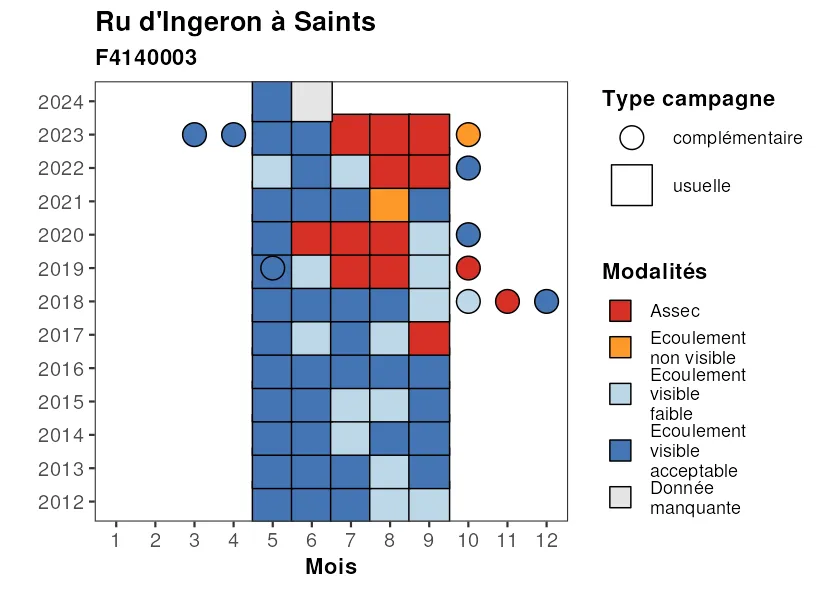 Ru d'Ingeron à Saints
F4140003
2024
2023
2022
2021
2020
2019
2018
2017
2016
2015
2014
2013
2012
1 2 3 4 5 6 7 8 9 10 11 12
Mois
Type campagne
complémentaire
usuelle
Modalités
Assec
Ecoulement
non visible
Ecoulement
visible
faible
Ecoulement
visible
acceptable
Donnée
manquante